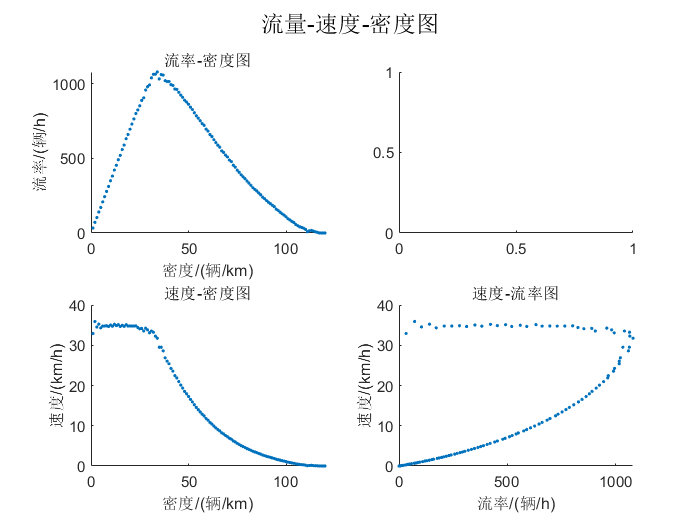 流量-速度-密度图
流率-密度图
1000
500
0
流率/(辆/h)
0 50 100
密度/(辆/km)
1
0.5
0
0 0.5 1
速度-密度图
40
30
20
10
0
速度/(km/h)
0 50 100
密度/(辆/km)
速度-流率图
40
30
20
10
0
速度/(km/h)
0 500 1000
流率/(辆/h)